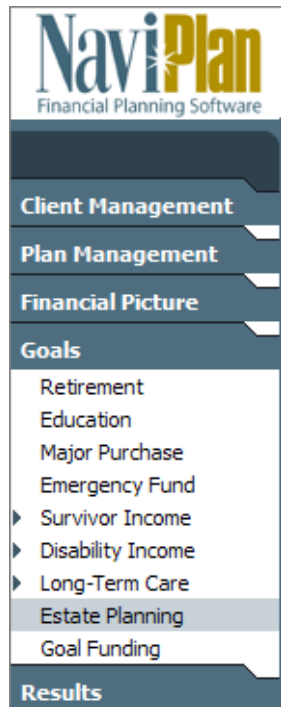 NaviPlan
Financial Planning Software
Client Management
Plan Management
Financial Picture
Goals
Retirement
Education
Major Purchase
Emergency Fund
Survivor Income
Disability Income
Long-Term Care
Estate Planning
Goal Funding
Results